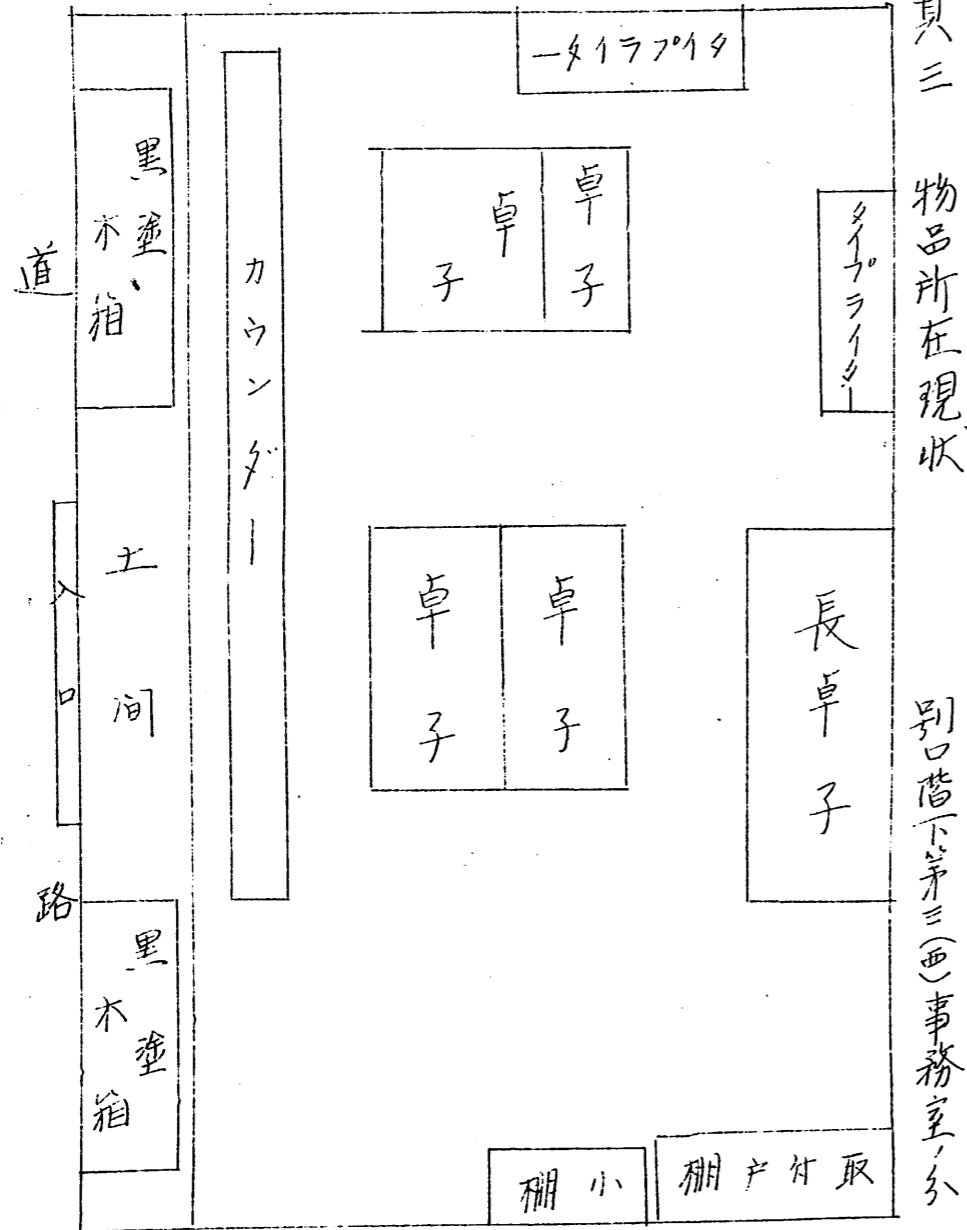 其三 物品所在現状
別口階下第三(西)事務室ノ分
タイプライター
タイプライター
卓子
卓子
長卓子
卓子
卓子
カウンダー
黒塗
木箱
土間
黒塗
木箱
入口
道路
取付戸棚
小棚